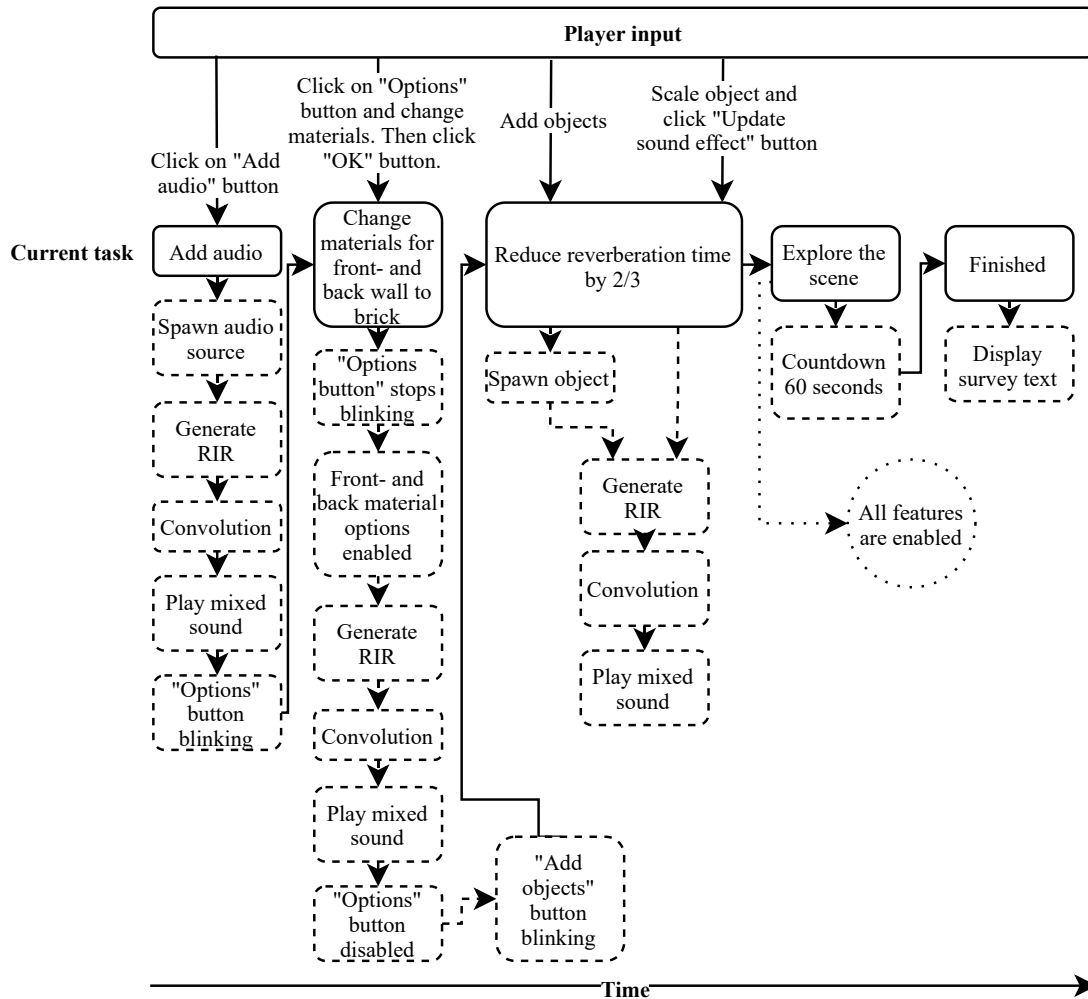 Player input
Click on "Add
audio" button
Click on "Options"
button and change
materials. Then click
"OK" button.
Add objects
Scale object and
click "Update
sound effect" button
Current task
Add audio
Spawn audio
source
Generate
RIR
Convolution
Play mixed
sound
"Options"
button
blinking
Change
materials for
front- and
back wall to
brick
"Options
button" stops
blinking
Front- and
back material
options
enabled
Generate
RIR
Convolution
Play mixed
sound
"Options"
button
disabled
"Add
objects"
button
blinking
Reduce reverberation time
by 2/3
Spawn object
Generate
RIR
Convolution
Play mixed
sound
Explore the
scene
Countdown
60 seconds
All features
are enabled
Finished
Display
survey text
Time